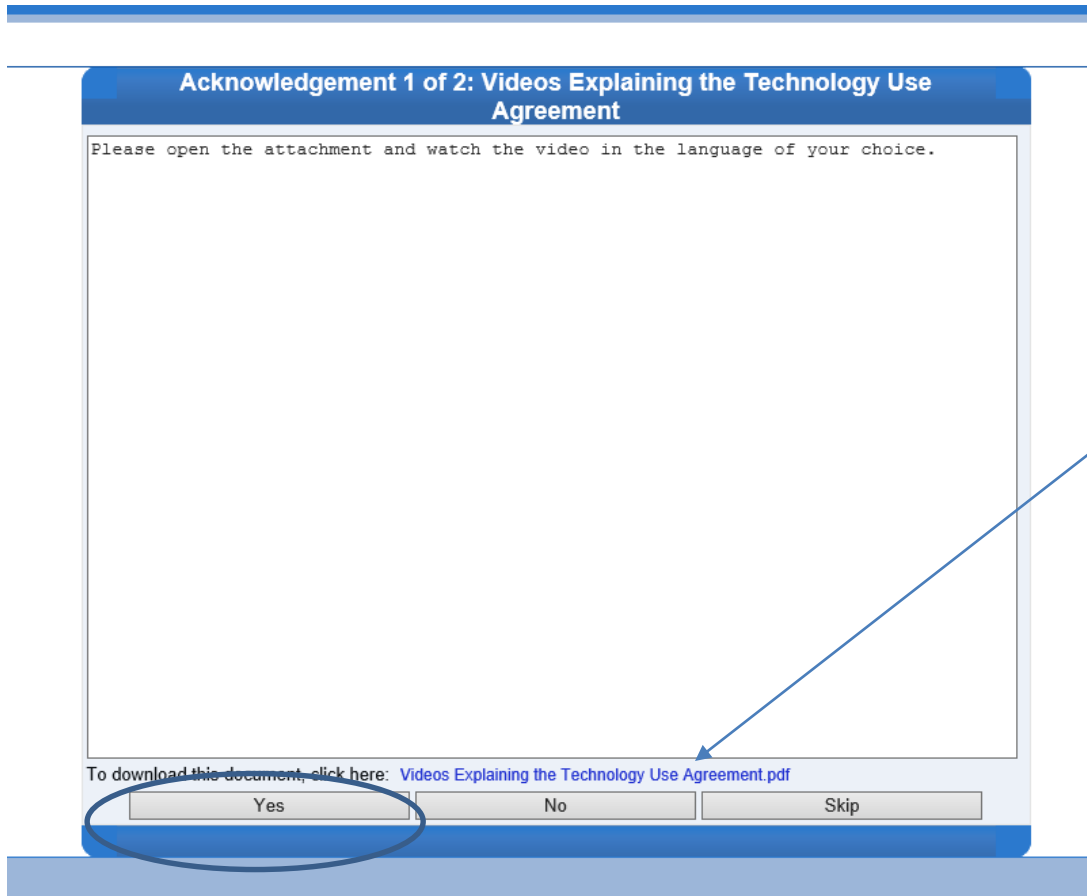 Acknowledgement 1 of 2: Videos Explaining the Technology Use
Agreement
Please open the attachment and watch the video in the language of your choice.
To download this document, click here: Videos Explaining the Technology Use Agreement.pdf
Yes No Skip